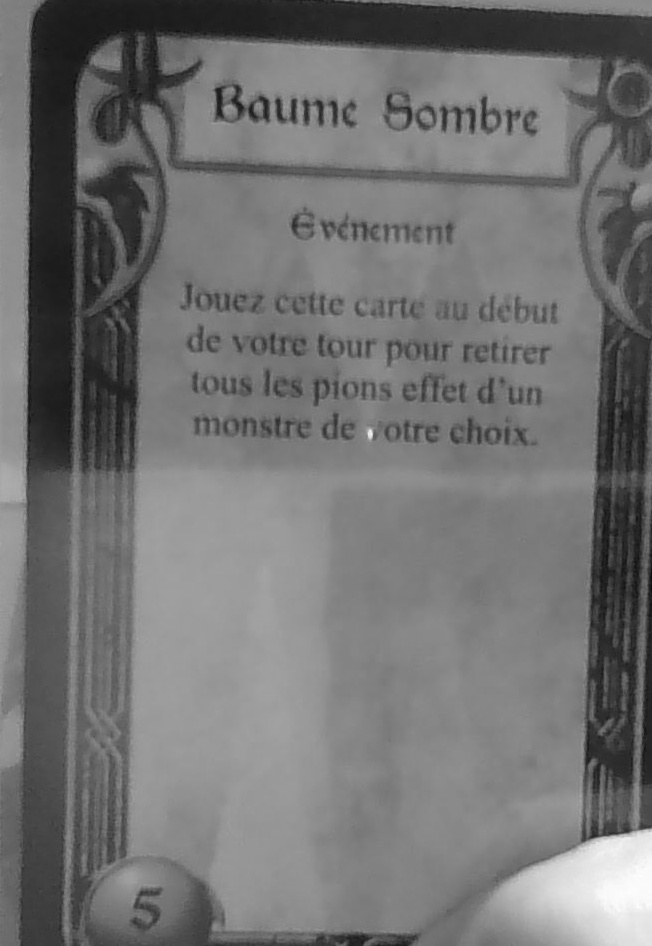 Baume Sombre
Événement
Jouez cette carte au début
de votre tour pour retirer
tous les pions effet d'un
monstre de votre choix.
5